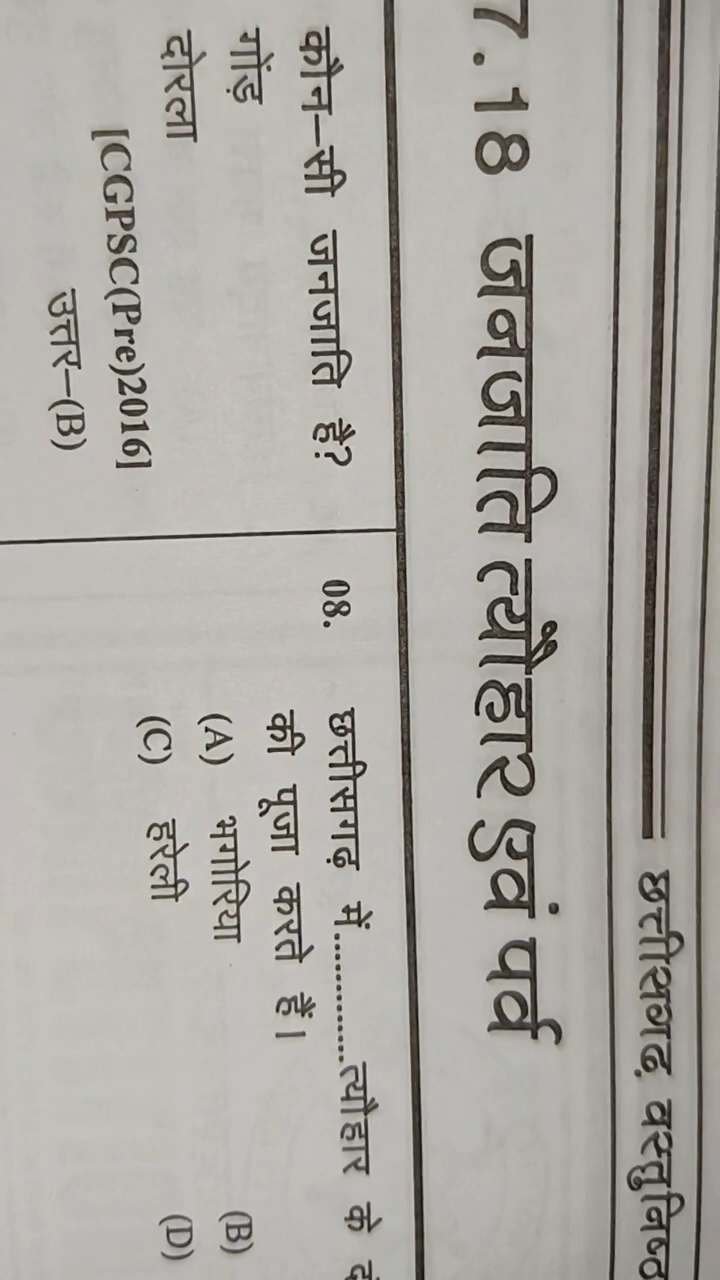 छत्तीसगढ़ वस्तुनिष्ठ
7.18 जनजाति त्यौहार एवं पर्व
कौन-सी जनजाति है?
गोंड़
दोरला
[CGPSC(Pre)2016]
उत्तर-(B)
08. छत्तीसगढ़ में..............त्यौहार के
की पूजा करते हैं।
(A) भगोरिया (B)
(C) हरेली (D)